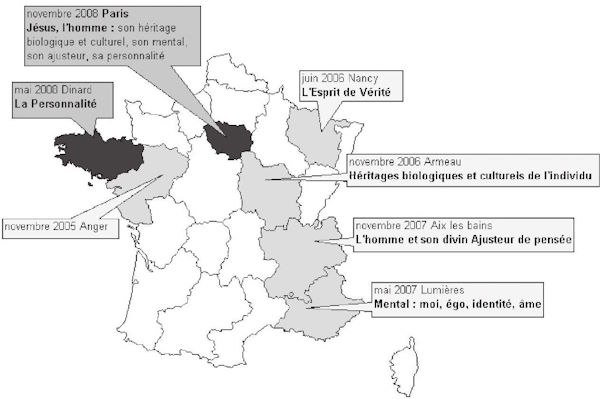 novembre 2008 Paris
Jésus, l'homme : son héritage
biologique et culturel, son mental,
son ajusteur, sa personnalité
juin 2006 Nancy
L'Esprit de Vérité
mai 2008 Dinard
La Personnalité
novembre 2006 Armeau
Héritages biologiques et culturels de l'individu
novembre 2005 Anger
novembre 2007 Aix les bains
L'homme et son divin Ajusteur de pensée
mai 2007 Lumières
Mental : moi, égo, identité, âme